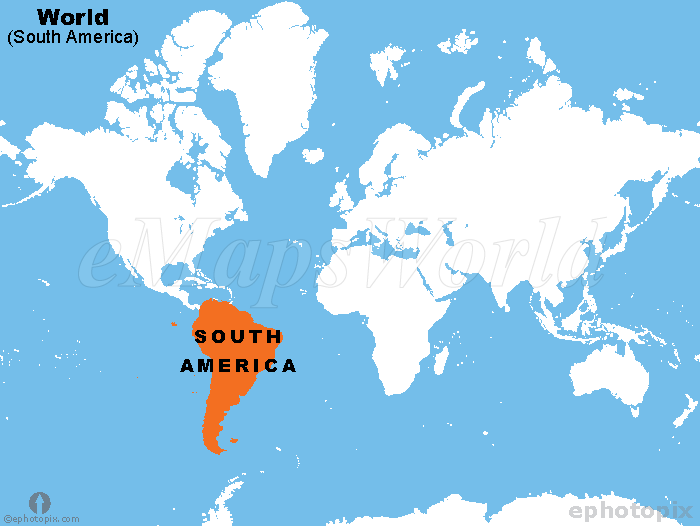 World
(South America)
eMapsWorld
SOUTH
AMERICA
©ephotopix.com
ephotopix